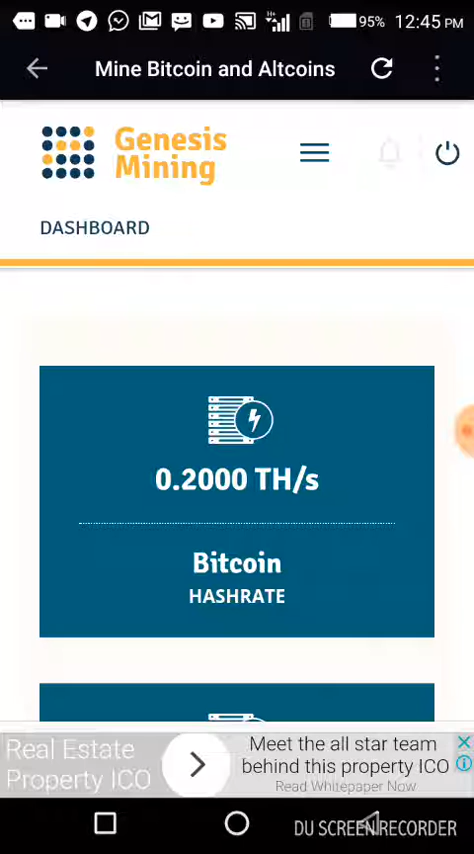 95% 12:45 PM
Mine Bitcoin and Altcoins
Genesis
Mining
DASHBOARD
0.2000 TH/s
Bitcoin
HASHRATE
Real Estate
Property ICO
Meet the all star team
behind this property ICO
Read Whitepaper Now
DU SCREEN RECORDER